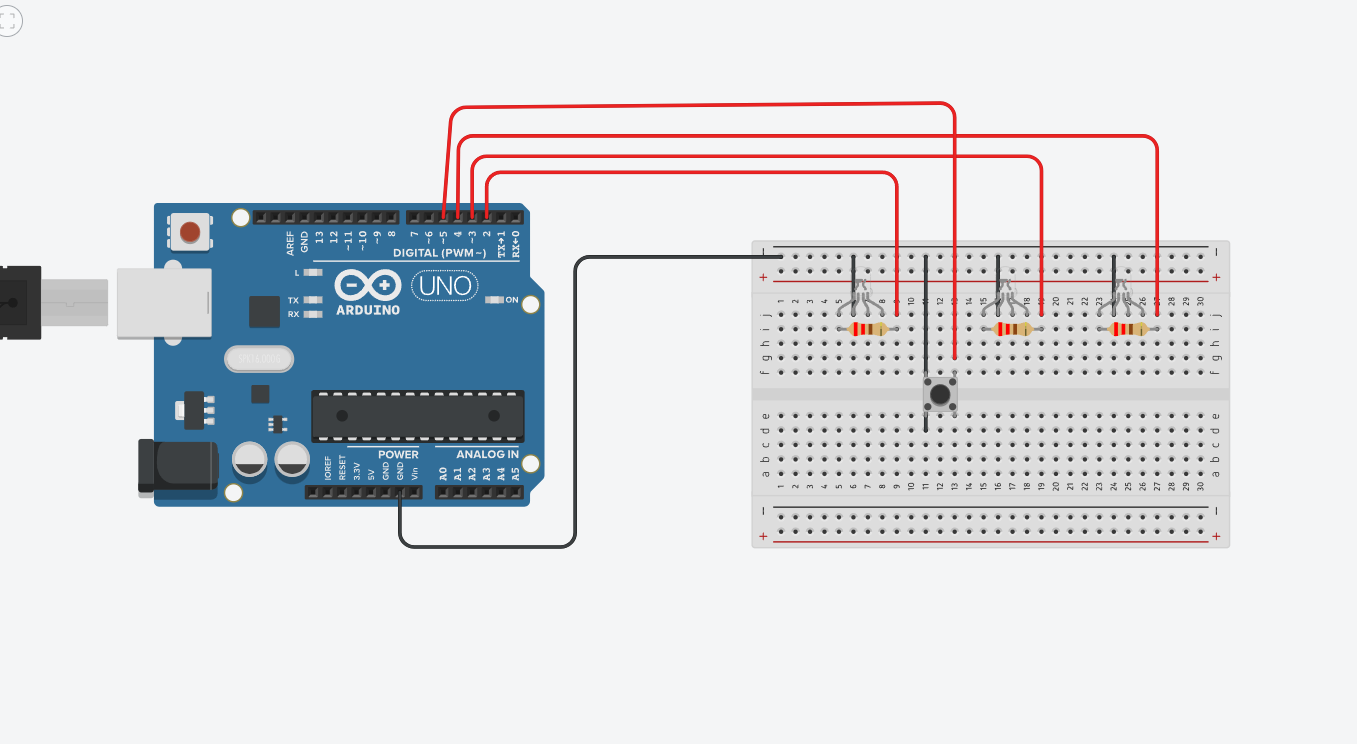 AREF
GND
13
12
~11
~10
~9
8
7
~6
~5
4
~3
2
TX→1
RX←0
DIGITAL (PWM~)
L
TX
RX
UNO
ON
ARDUINO
POWER
ANALOG IN
IOREF
RESET
3.3V
5V
GND
GND
Vin
A0
A1
A2
A3
A4
A5
− −
+ +
1 2 3 4 5 6 7 8 9 10 11 12 13 14 15 16 17 18 19 20 21 22 23 24 25 26 27 28 29 30
j j
i i
h h
g g
f f
e e
d d
c c
b b
a a
1 2 3 4 5 6 7 8 9 10 11 12 13 14 15 16 17 18 19 20 21 22 23 24 25 26 27 28 29 30
− −
+ +